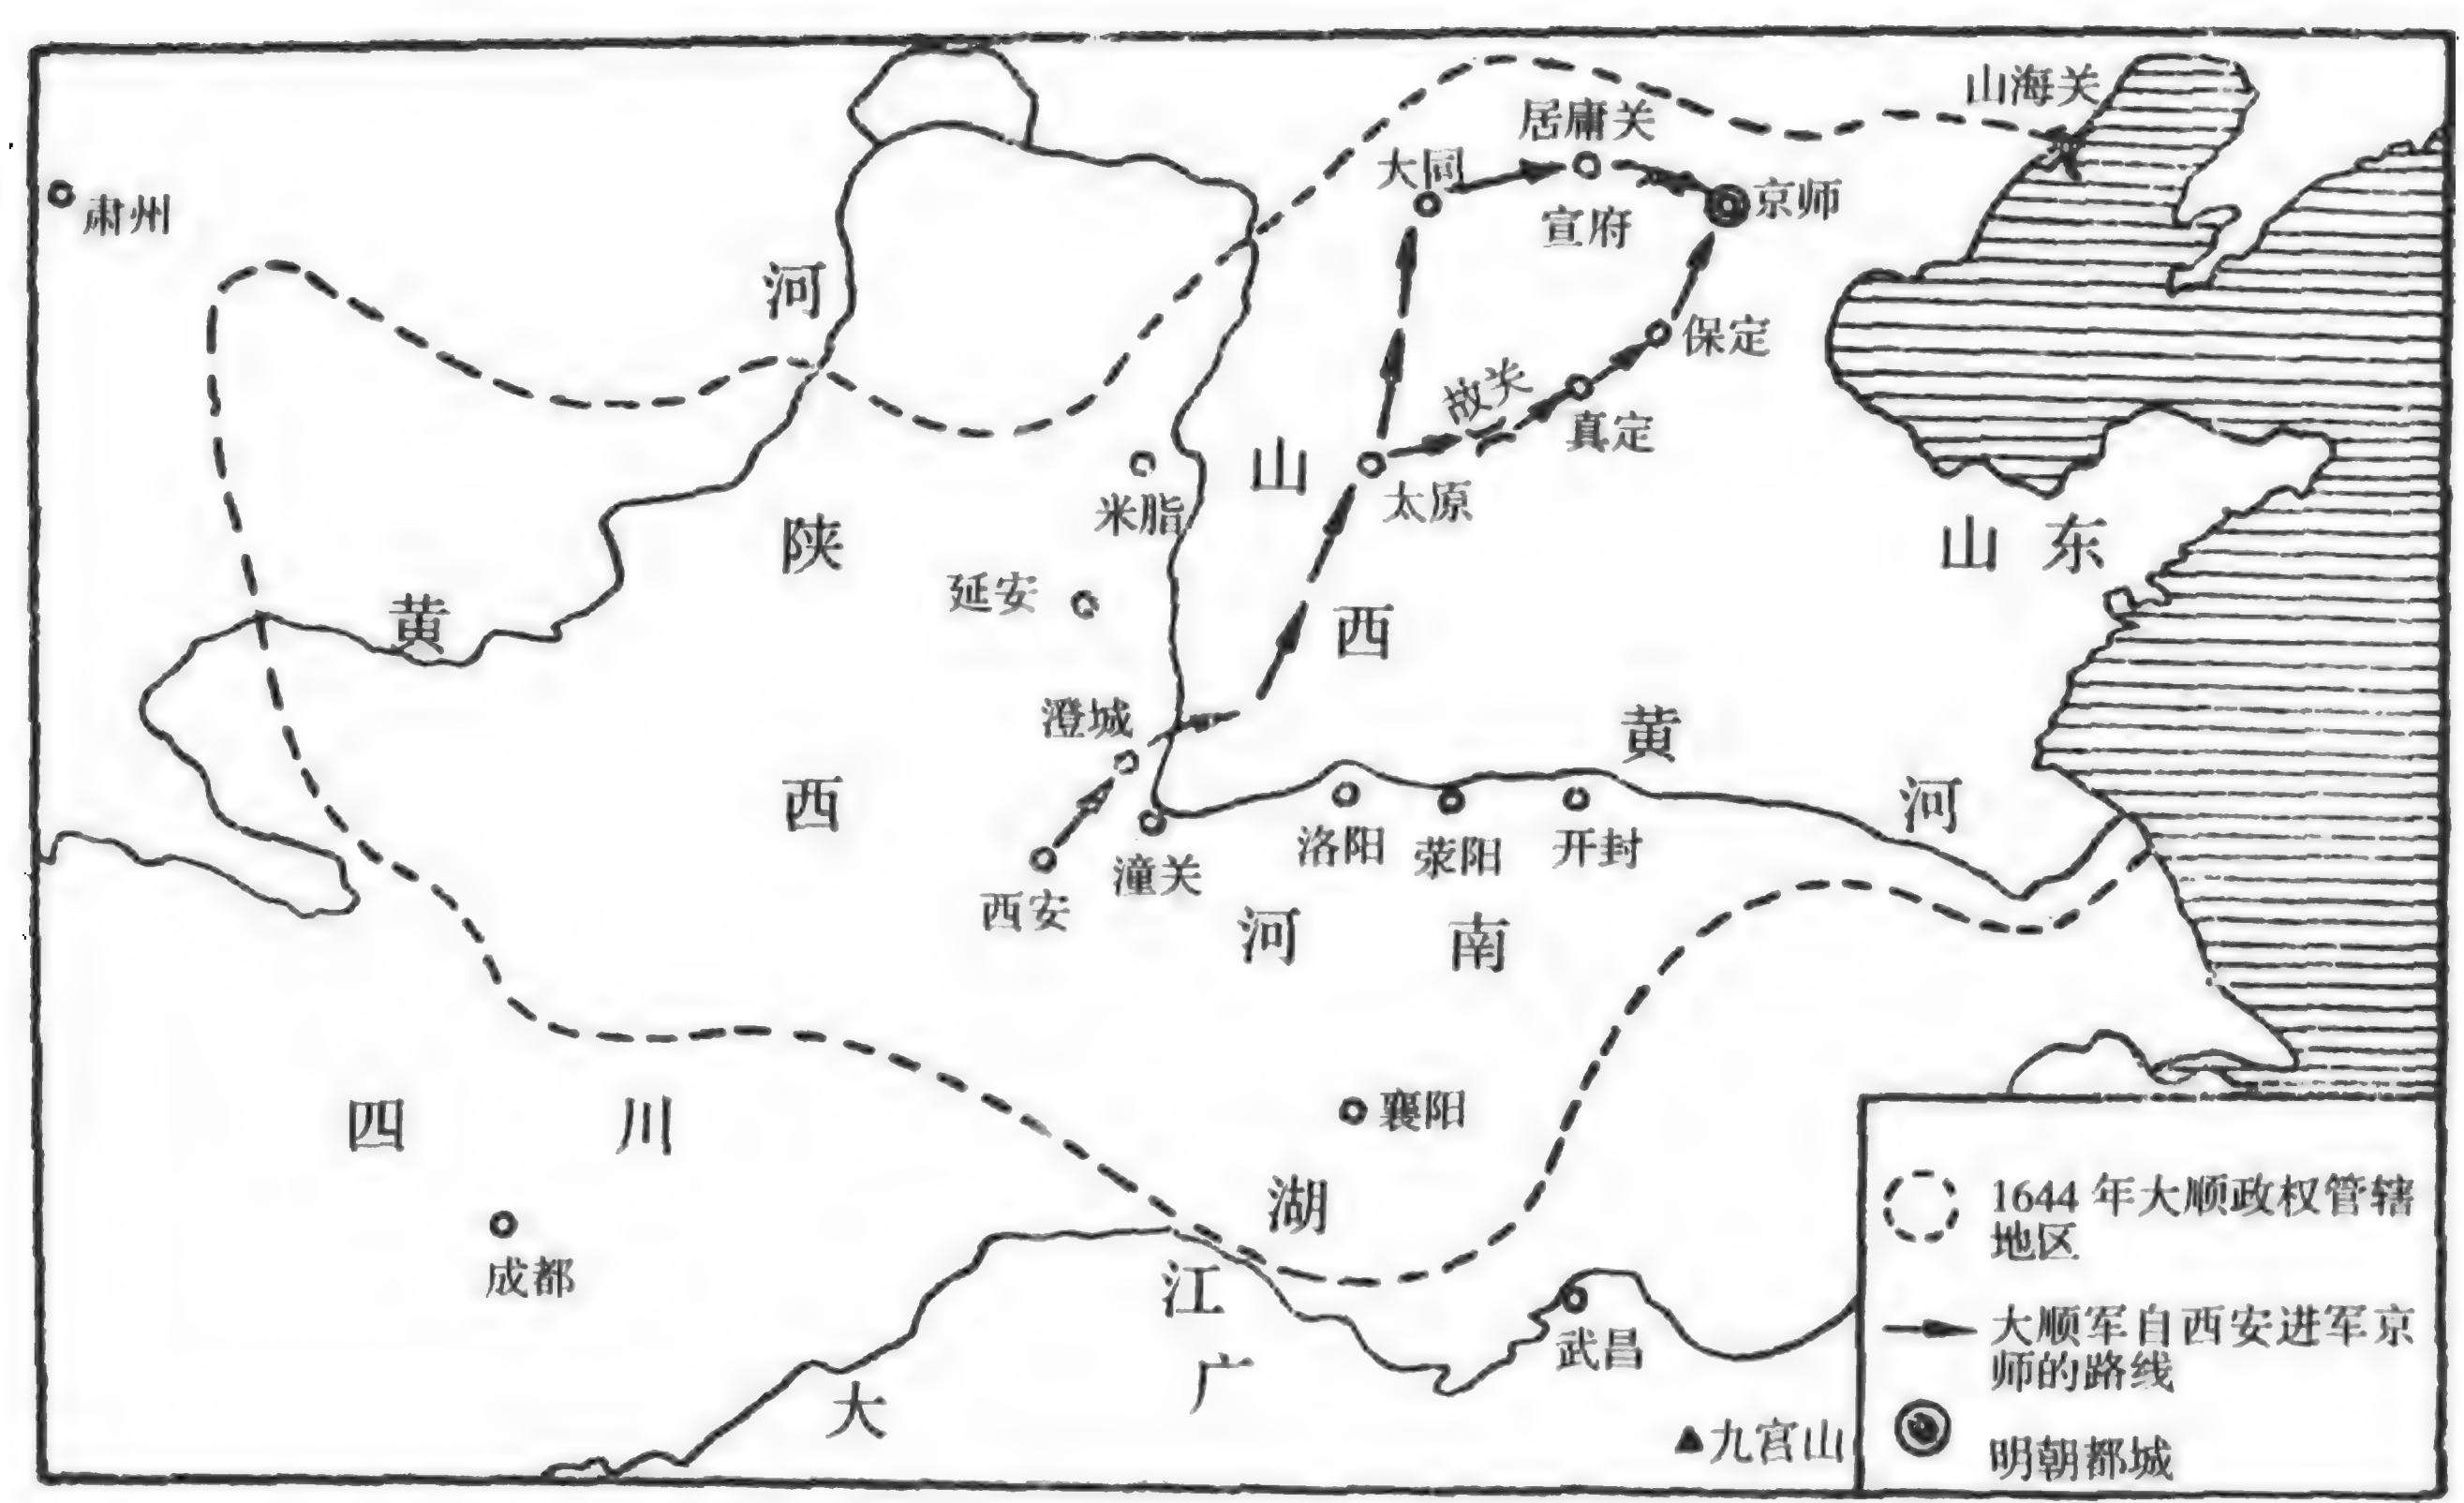 山海关
居庸关
大同
京师
宣府
肃州
河
保定
故关
真定
山
太原
米脂
陕
山东
延安
黄
西
澄城
黄
西
河
洛阳
荥阳
开封
潼关
西安
河
南
四
川
襄阳
湖
成都
江
武昌
广
大
九宫山
1644年大顺政权管辖
地区
大顺军自西安进军京
师的路线
明朝都城